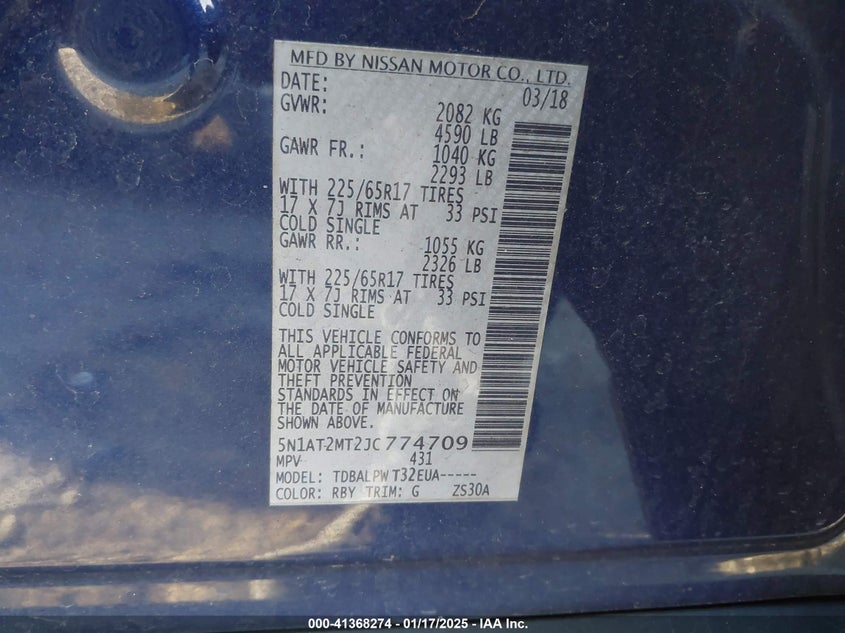 MFD BY NISSAN MOTOR CO., LTD.
DATE: 03/18
GVWR: 2082 KG
4590 LB
GAWR FR.: 1040 KG
2293 LB
WITH 225/65R17 TIRES
17 X 7J RIMS AT 33 PSI
COLD SINGLE
GAWR RR.: 1055 KG
2326 LB
WITH 225/65R17 TIRES
17 X 7J RIMS AT 33 PSI
COLD SINGLE
THIS VEHICLE CONFORMS TO
ALL APPLICABLE FEDERAL
MOTOR VEHICLE SAFETY AND
THEFT PREVENTION
STANDARDS IN EFFECT ON
THE DATE OF MANUFACTURE
SHOWN ABOVE.
5N1AT2MT2JC774709
MPV 431
MODEL: TDBALPW T32EUA-----
COLOR: RBY TRIM: G ZS30A
000-41368274 - 01/17/2025 - IAA Inc.